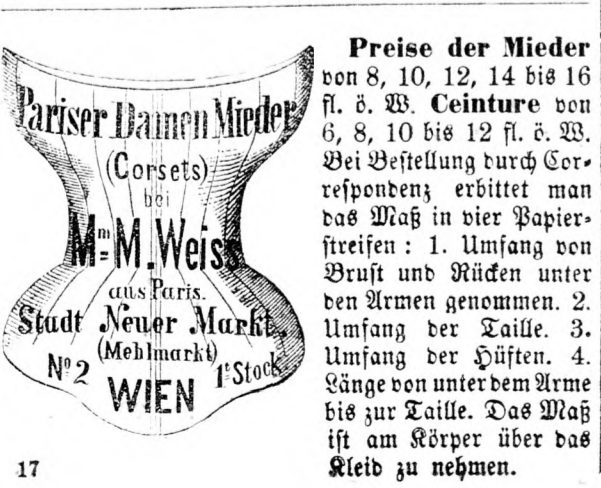 Pariser Damen Mieder
(Corsets)
bei
Mᵐ M. Weiss
aus Paris.
Stadt Neuer Markt,
(Mehlmarkt)
Nº 2 1ᵗ Stock.
WIEN
17
Preise der Mieder
von 8, 10, 12, 14 bis 16
fl. ö. W. Ceinture von
6, 8, 10 bis 12 fl. ö. W.
Bei Bestellung durch Cor-
respondenz erbittet man
das Maß in vier Papier-
streifen : 1. Umfang von
Brust und Rücken unter
den Armen genommen. 2.
Umfang der Taille. 3.
Umfang der Hüften. 4.
Länge von unter dem Arme
bis zur Taille. Das Maß
ist am Körper über das
Kleid zu nehmen.